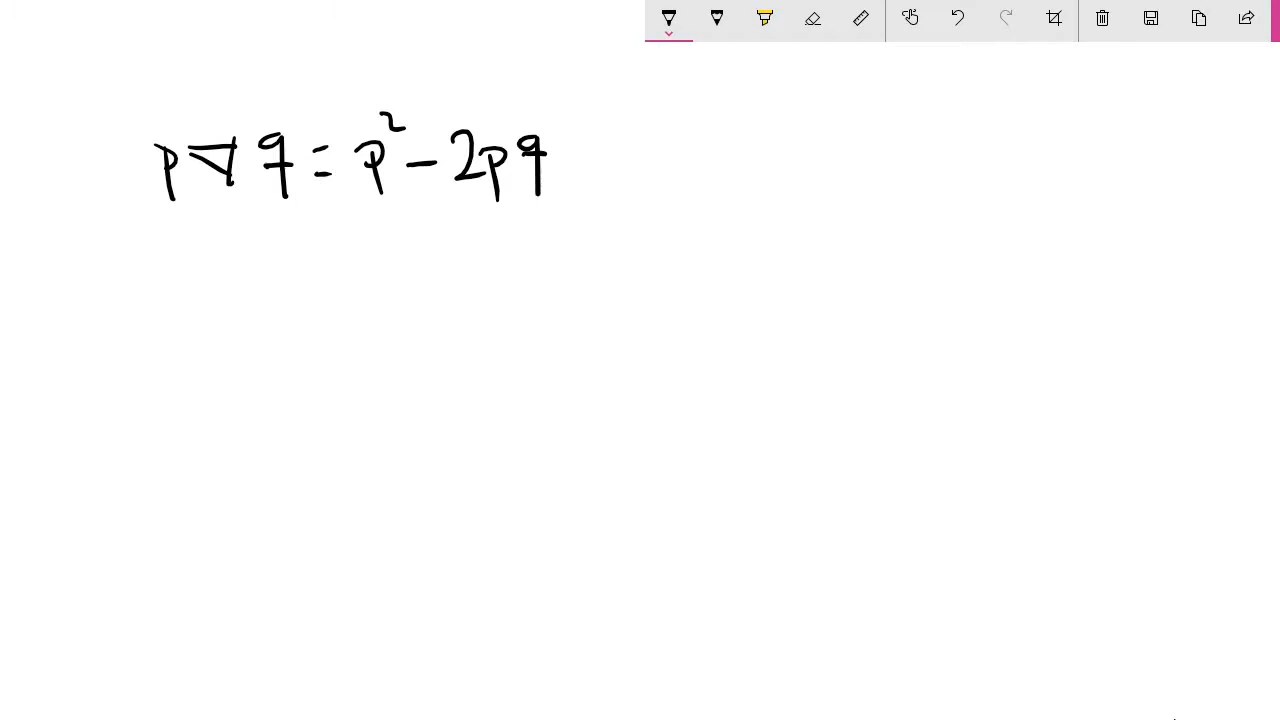 p ▽ q = p² - 2pq